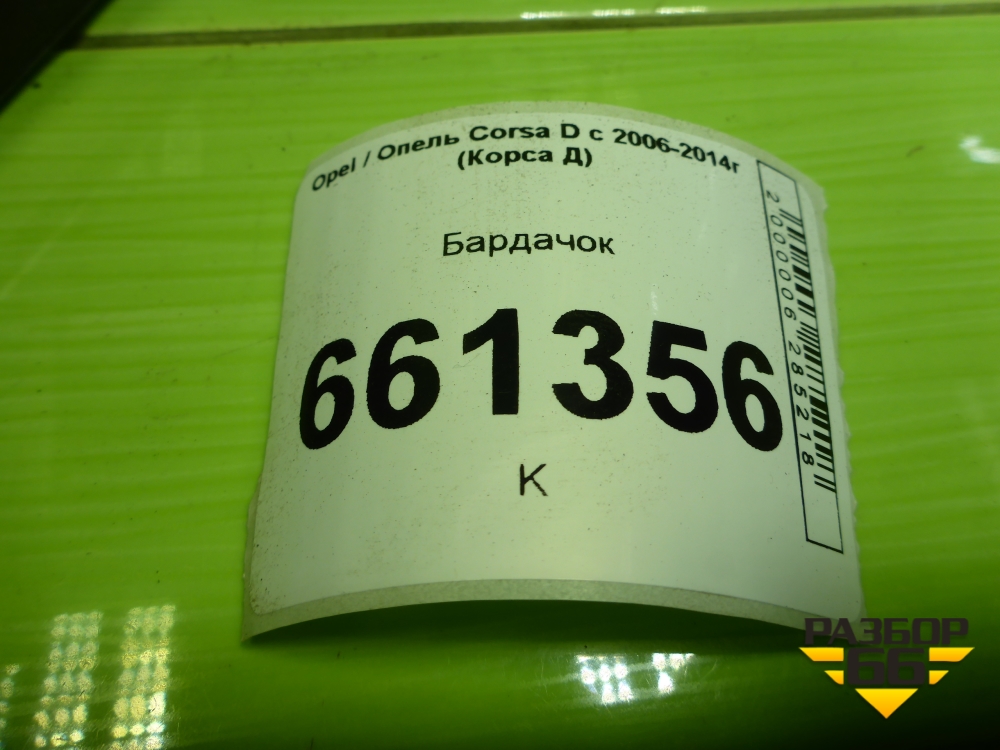 Opel / Опель Corsa D с 2006-2014г
(Корса Д)
Бардачок
661356
К
2000006285218
РАЗБОР
66